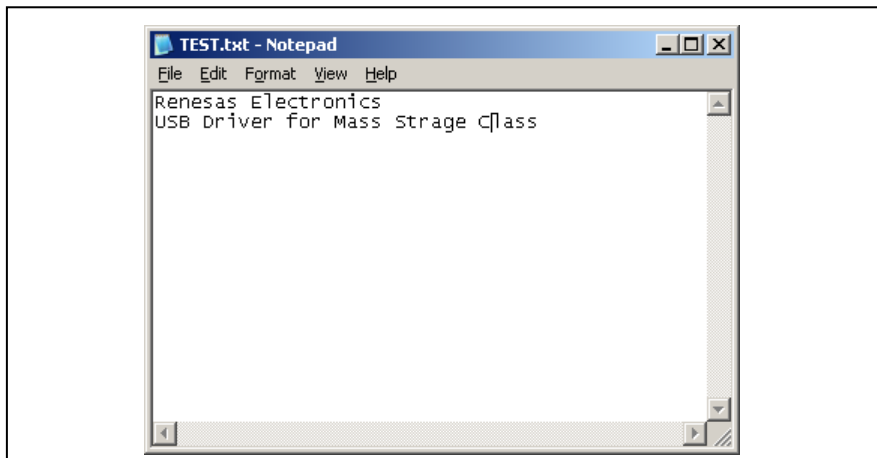 TEST.txt - Notepad
File Edit Format View Help
Renesas Electronics
USB Driver for Mass Strage Class